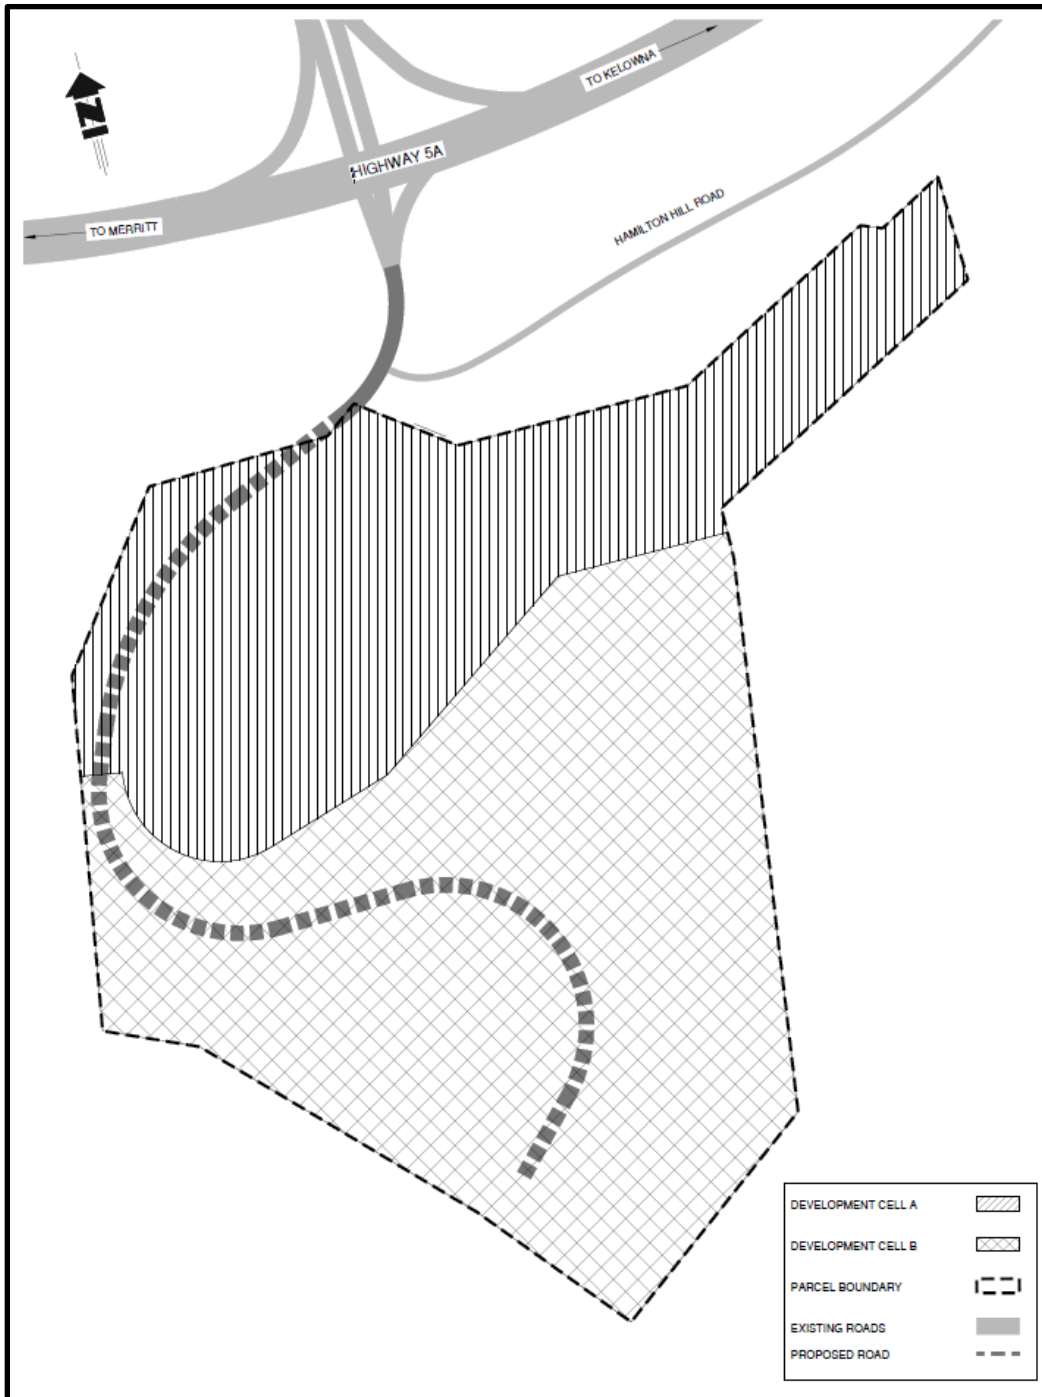 TO KELOWNA
N
HIGHWAY 5A
HAMILTON HILL ROAD
TO MERRITT
DEVELOPMENT CELL A
DEVELOPMENT CELL B
PARCEL BOUNDARY
EXISTING ROADS
PROPOSED ROAD